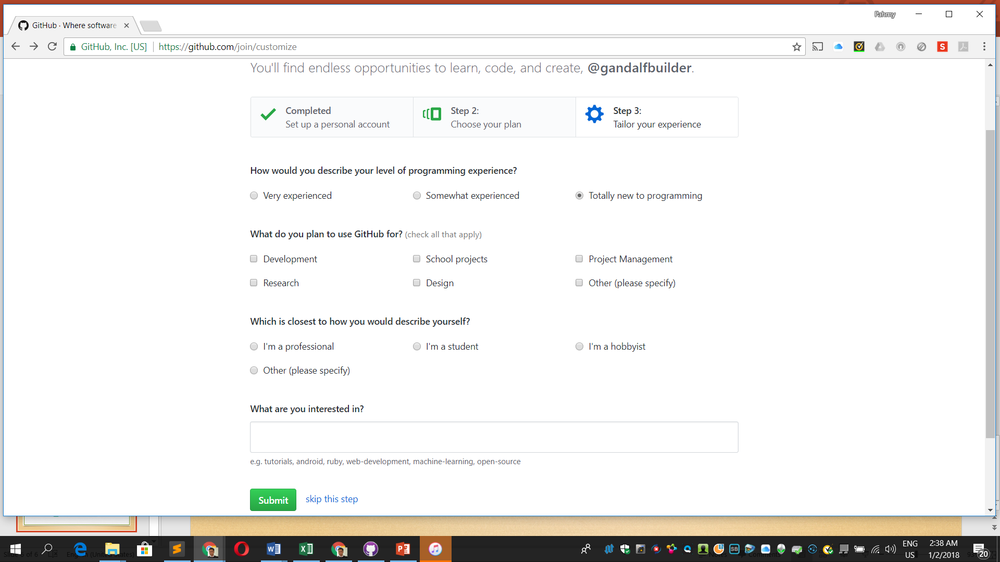 Fahmy
GitHub · Where software
GitHub, Inc. [US] https://github.com/join/customize
You'll find endless opportunities to learn, code, and create, @gandalfbuilder.
Completed
Set up a personal account
Step 2:
Choose your plan
Step 3:
Tailor your experience
How would you describe your level of programming experience?
Very experienced Somewhat experienced Totally new to programming
What do you plan to use GitHub for? (check all that apply)
Development School projects Project Management
Research Design Other (please specify)
Which is closest to how you would describe yourself?
I'm a professional I'm a student I'm a hobbyist
Other (please specify)
What are you interested in?
e.g. tutorials, android, ruby, web-development, machine-learning, open-source
Submit skip this step
ENG
US
2:38 AM
1/2/2018
20
Slide 6 of 6
Notes
Comments